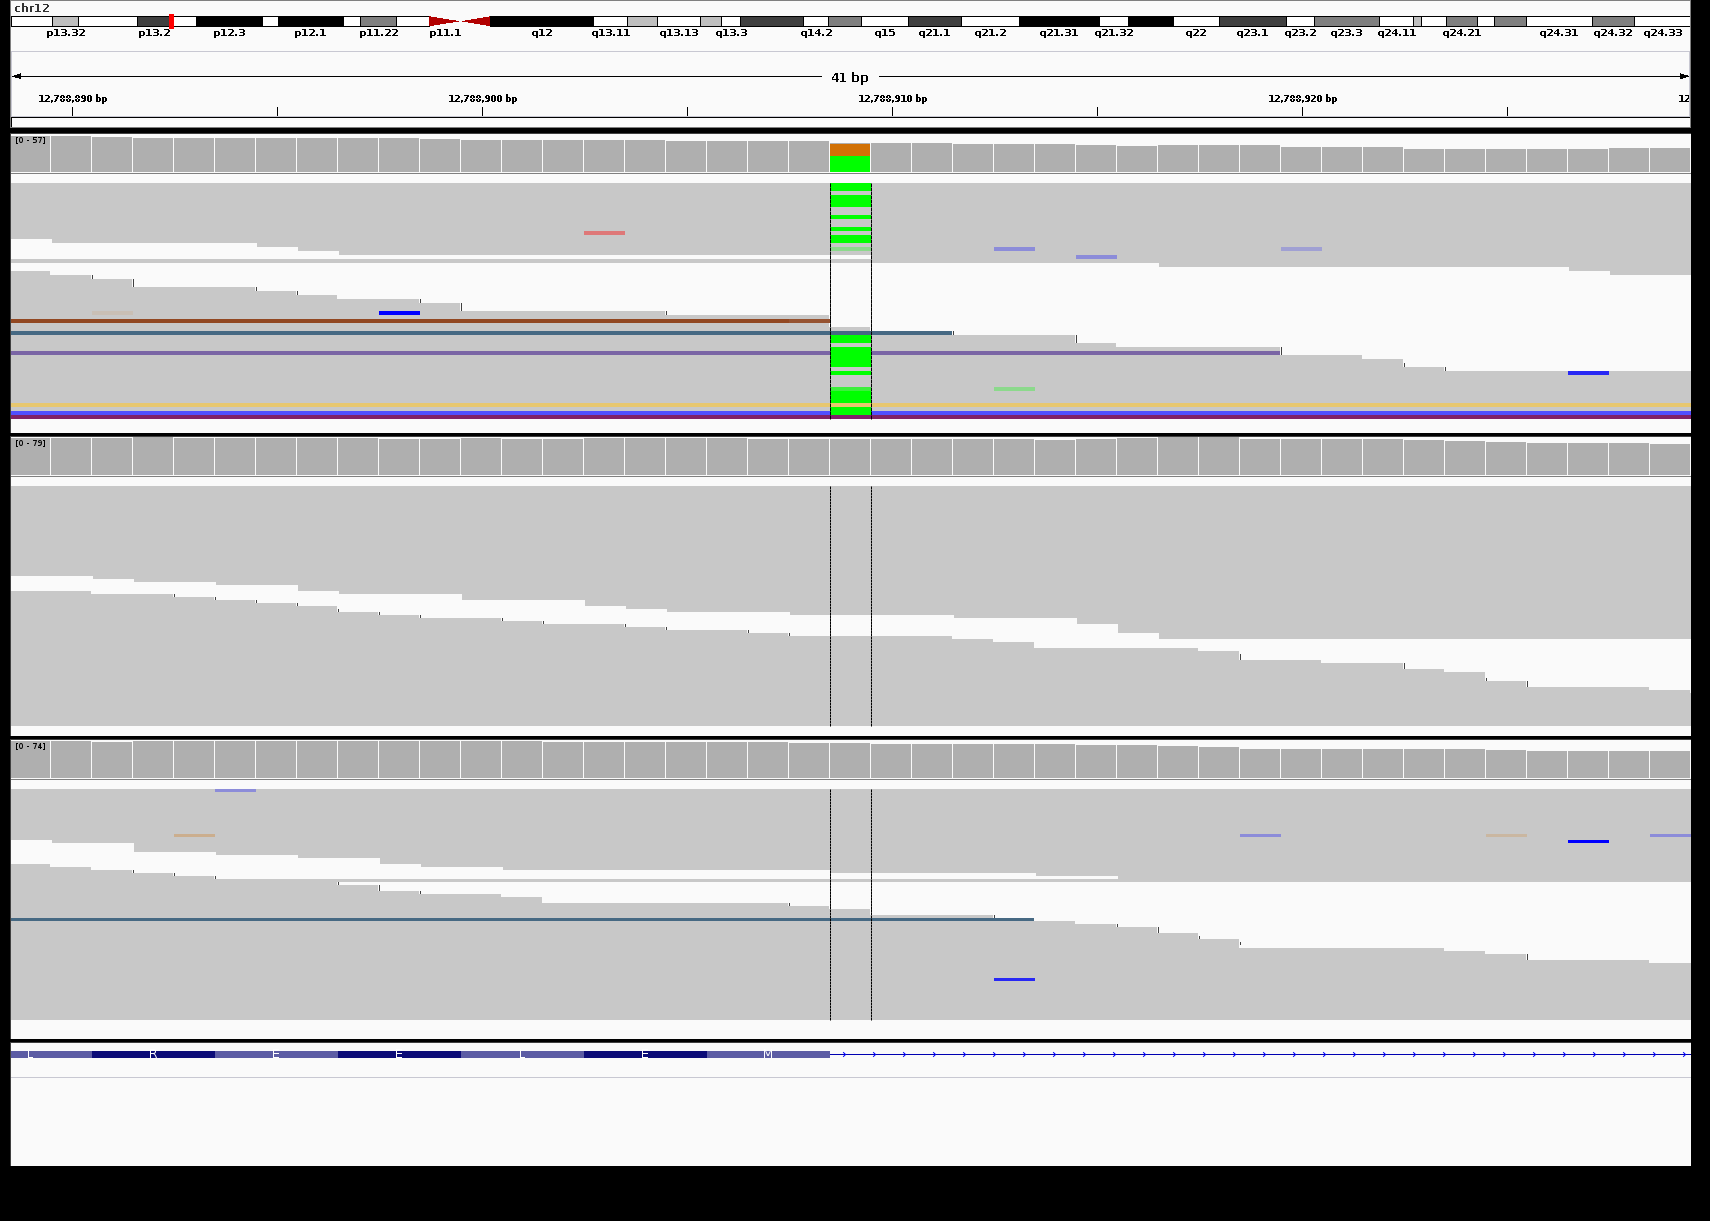 chr12
p13.32 p13.2 p12.3 p12.1 p11.22 p11.1 q12 q13.11 q13.13 q13.3 q14.2 q15 q21.1 q21.2 q21.31 q21.32 q22 q23.1 q23.2 q23.3 q24.11 q24.21 q24.31 q24.32 q24.33
41 bp
12,788,890 bp 12,788,900 bp 12,788,910 bp 12,788,920 bp 12
[0 - 57]
[0 - 79]
[0 - 74]
L R E E L E M